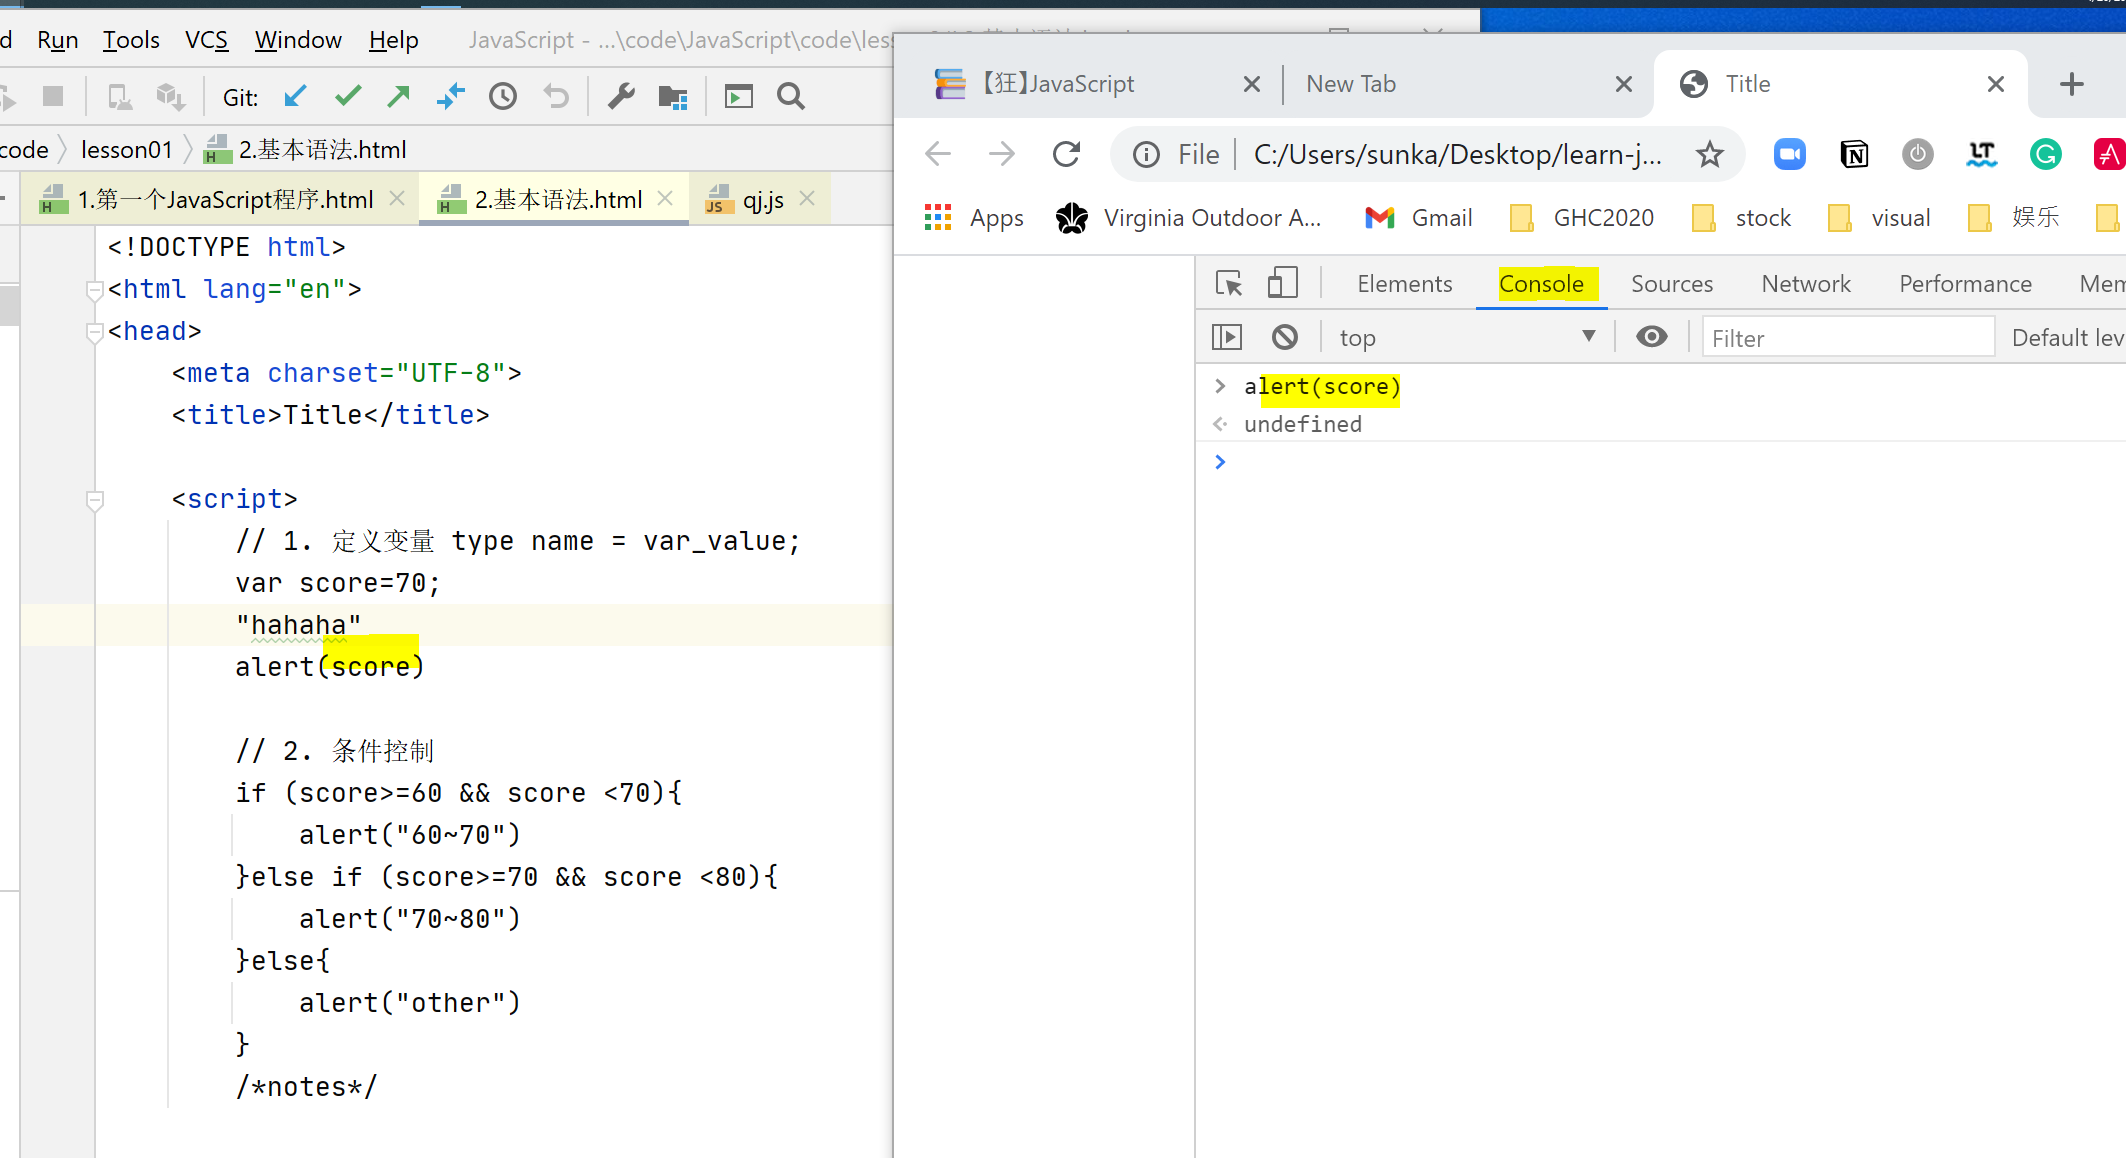 d Run Tools VCS Window Help JavaScript - ...\code\JavaScript\code\less
Git:
code lesson01 2.基本语法.html
1.第一个JavaScript程序.html 2.基本语法.html qj.js
<!DOCTYPE html>
<html lang="en">
<head>
<meta charset="UTF-8">
<title>Title</title>
<script>
// 1. 定义变量 type name = var_value;
var score=70;
"hahaha"
alert(score)
// 2. 条件控制
if (score>=60 && score <70){
alert("60~70")
}else if (score>=70 && score <80){
alert("70~80")
}else{
alert("other")
}
/*notes*/
【狂】JavaScript New Tab Title
File C:/Users/sunka/Desktop/learn-j...
Apps Virginia Outdoor A... Gmail GHC2020 stock visual 娱乐
Elements Console Sources Network Performance Mem
top Filter Default lev
> alert(score)
undefined
>